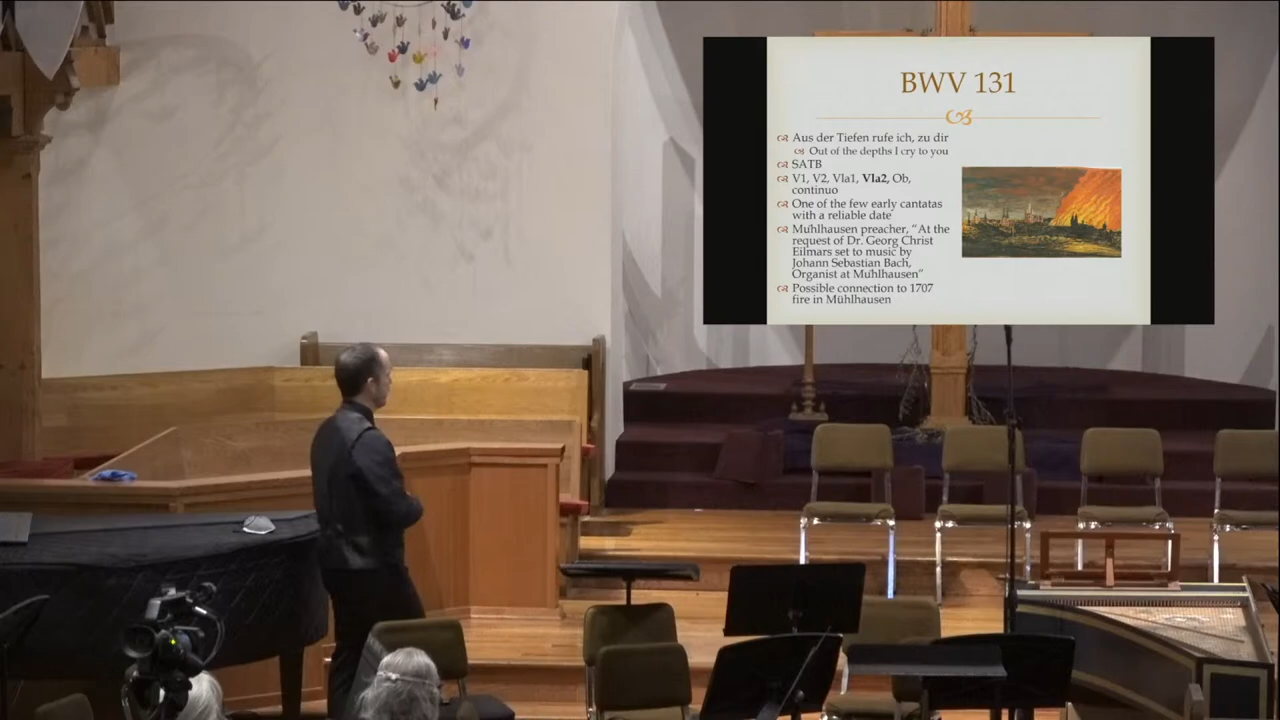 BWV 131
Aus der Tiefen rufe ich, zu dir
Out of the depths I cry to you
SATB
V1, V2, Vla1, Vla2, Ob,
continuo
One of the few early cantatas
with a reliable date
Muhlhausen preacher, “At the
request of Dr. Georg Christ
Eilmars set to music by
Johann Sebastian Bach,
Organist at Muhlhausen”
Possible connection to 1707
fire in Mühlhausen